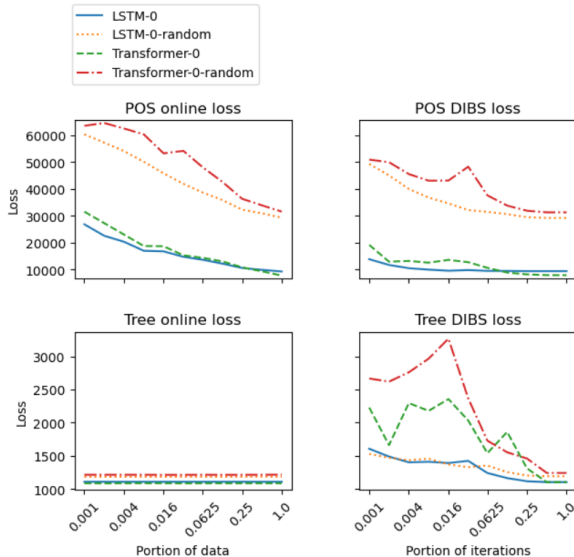 LSTM-0
LSTM-0-random
Transformer-0
Transformer-0-random
POS online loss
POS DIBS loss
60000
50000
40000
30000
20000
10000
Loss
Tree online loss
Tree DIBS loss
3000
2500
2000
1500
1000
Loss
0.001
0.004
0.016
0.0625
0.25
1.0
0.001
0.004
0.016
0.0625
0.25
1.0
Portion of data
Portion of iterations